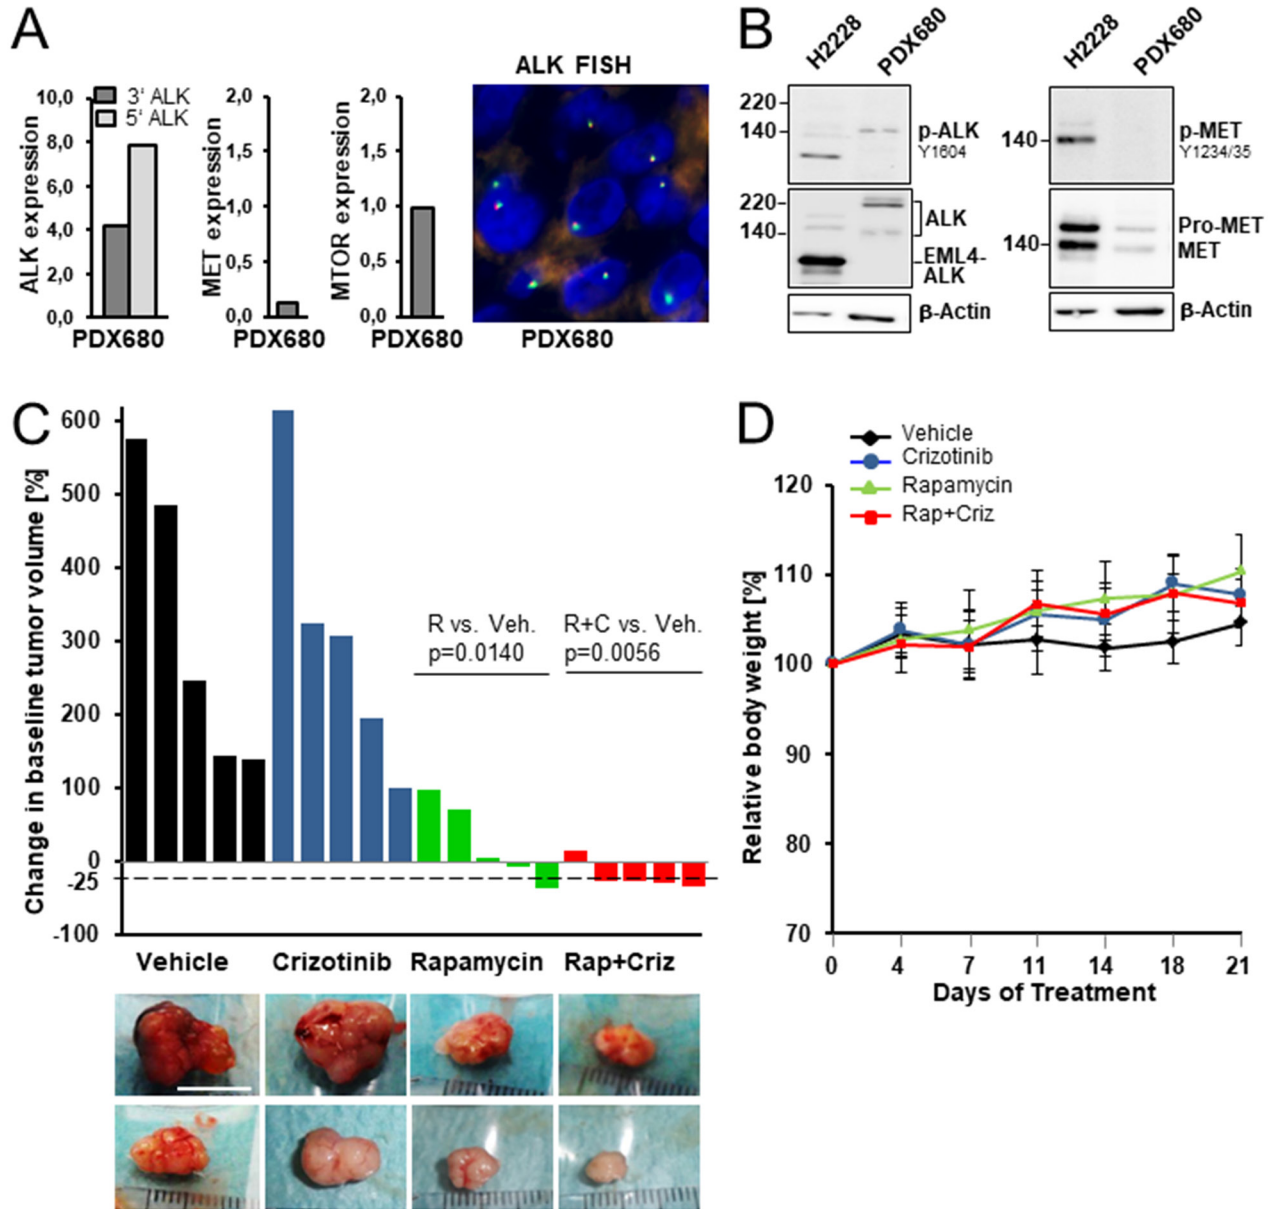 A
ALK FISH
10,0
8,0
6,0
4,0
2,0
0,0
ALK expression
3' ALK
5' ALK
PDX680
2,0
1,5
1,0
0,5
0,0
MET expression
PDX680
2,0
1,5
1,0
0,5
0,0
MTOR expression
PDX680
PDX680
B
H2228
PDX680
220
140
p-ALK
Y1604
220
140
ALK
EML4-
ALK
β-Actin
H2228
PDX680
140
p-MET
Y1234/35
140
Pro-MET
MET
β-Actin
C
Change in baseline tumor volume [%]
600
500
400
300
200
100
0
-25
-100
R vs. Veh.
p=0.0140
R+C vs. Veh.
p=0.0056
Vehicle
Crizotinib
Rapamycin
Rap+Criz
D
Vehicle
Crizotinib
Rapamycin
Rap+Criz
Relative body weight [%]
120
110
100
90
80
70
0 4 7 11 14 18 21
Days of Treatment